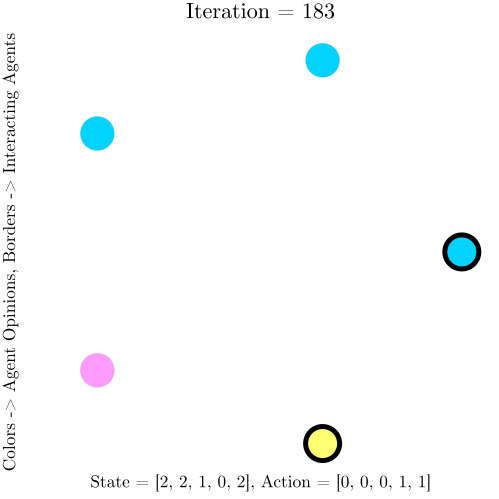 Iteration = 183
Colors -> Agent Opinions, Borders -> Interacting Agents
State = [2, 2, 1, 0, 2], Action = [0, 0, 0, 1, 1]